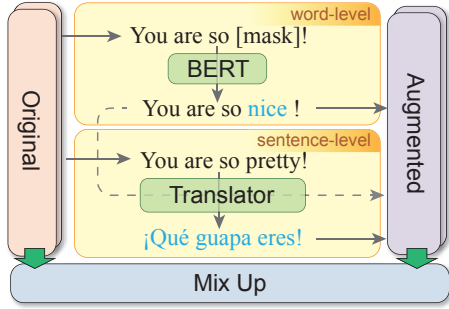 word-level
You are so [mask]!
BERT
You are so nice !
Original
Augmented
sentence-level
You are so pretty!
Translator
¡Qué guapa eres!
Mix Up